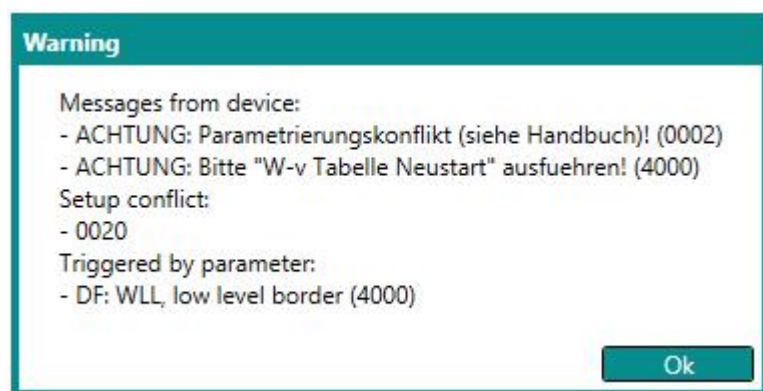 Warning
Messages from device:
- ACHTUNG: Parametrierungskonflikt (siehe Handbuch)! (0002)
- ACHTUNG: Bitte "W-v Tabelle Neustart" ausfuehren! (4000)
Setup conflict:
- 0020
Triggered by parameter:
- DF: WLL, low level border (4000)
Ok